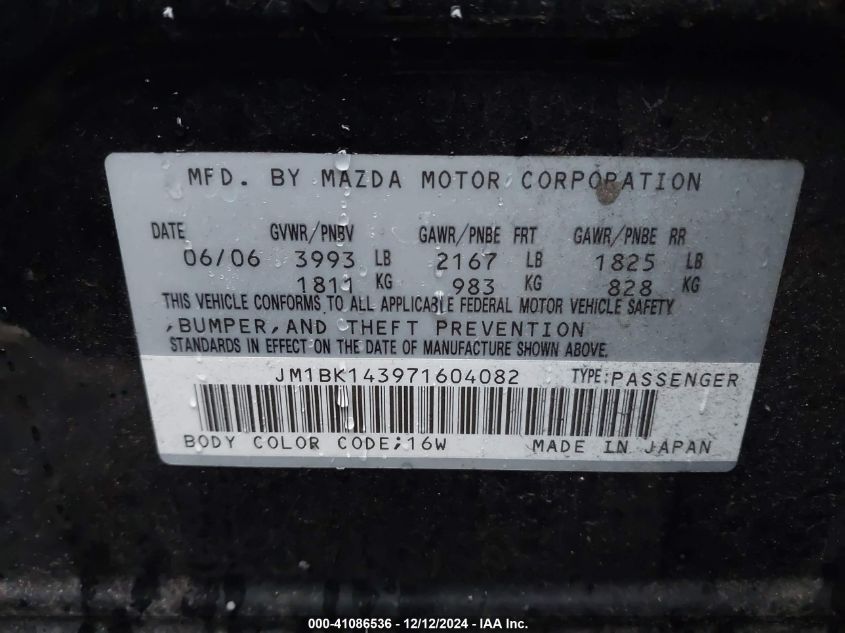 MFD. BY MAZDA MOTOR CORPORATION
DATE GVWR/PNBV GAWR/PNBE FRT GAWR/PNBE RR
06/06 3993 LB 2167 LB 1825 LB
1811 KG 983 KG 828 KG
THIS VEHICLE CONFORMS TO ALL APPLICABLE FEDERAL MOTOR VEHICLE SAFETY
,BUMPER,AND THEFT PREVENTION
STANDARDS IN EFFECT ON THE DATE OF MANUFACTURE SHOWN ABOVE.
JM1BK143971604082 TYPE:PASSENGER
BODY COLOR CODE;16W MADE IN JAPAN
000-41086536 - 12/12/2024 - IAA Inc.